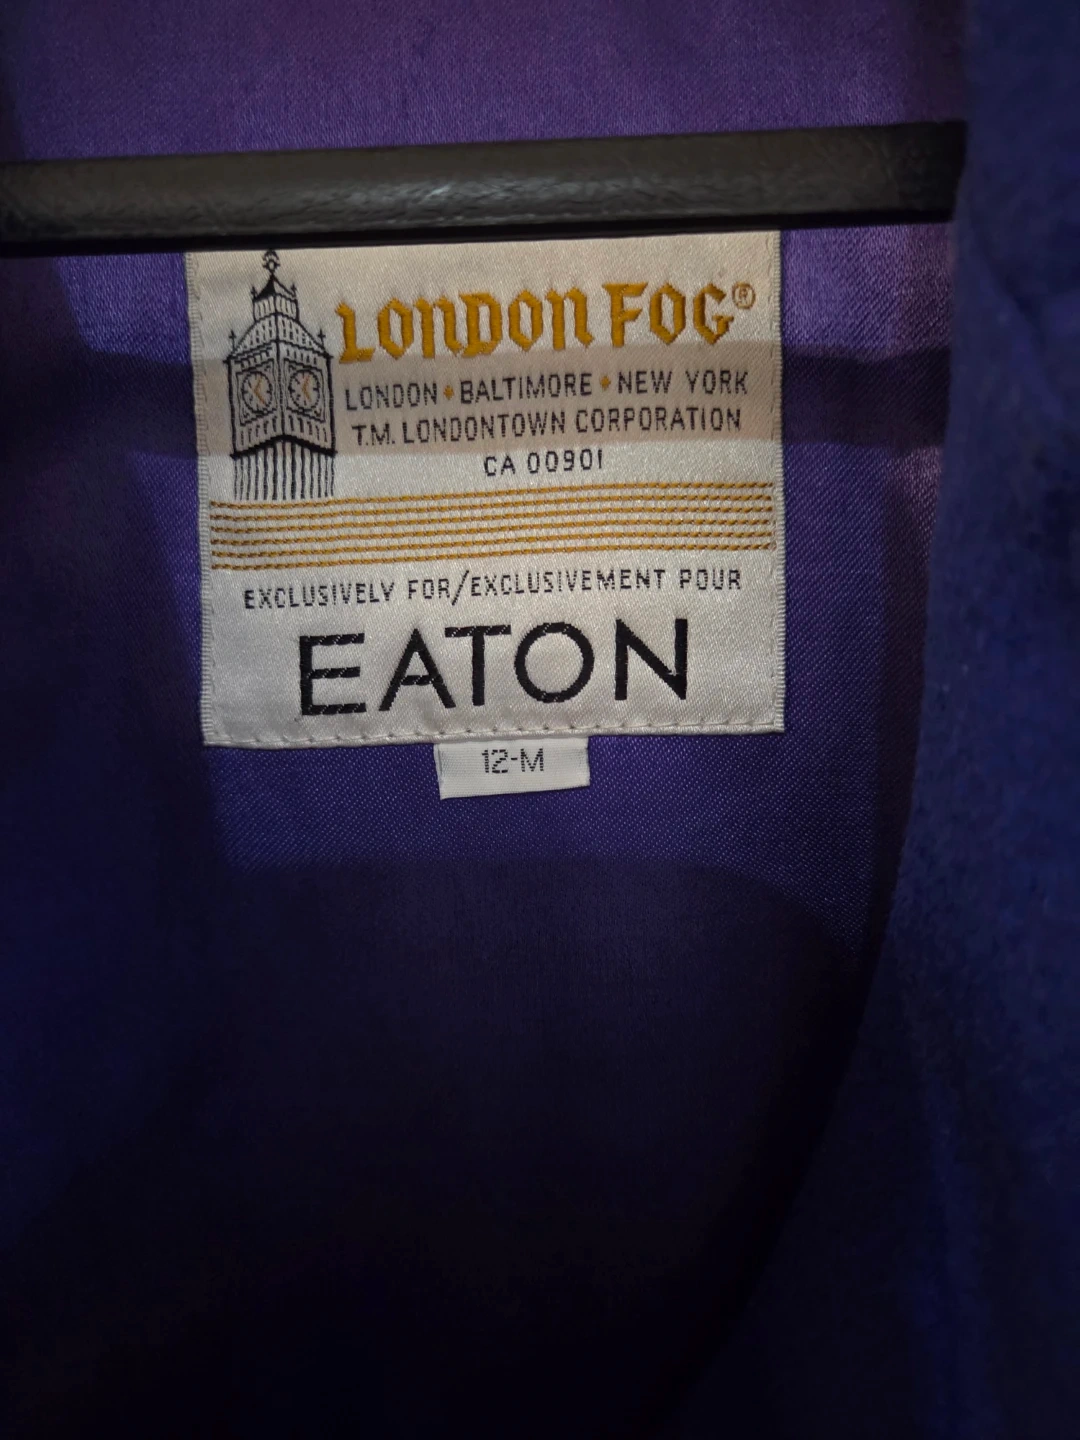 LONDON FOG®
LONDON • BALTIMORE • NEW YORK
T.M. LONDONTOWN CORPORATION
CA 00901
EXCLUSIVELY FOR/EXCLUSIVEMENT POUR
EATON
12-M